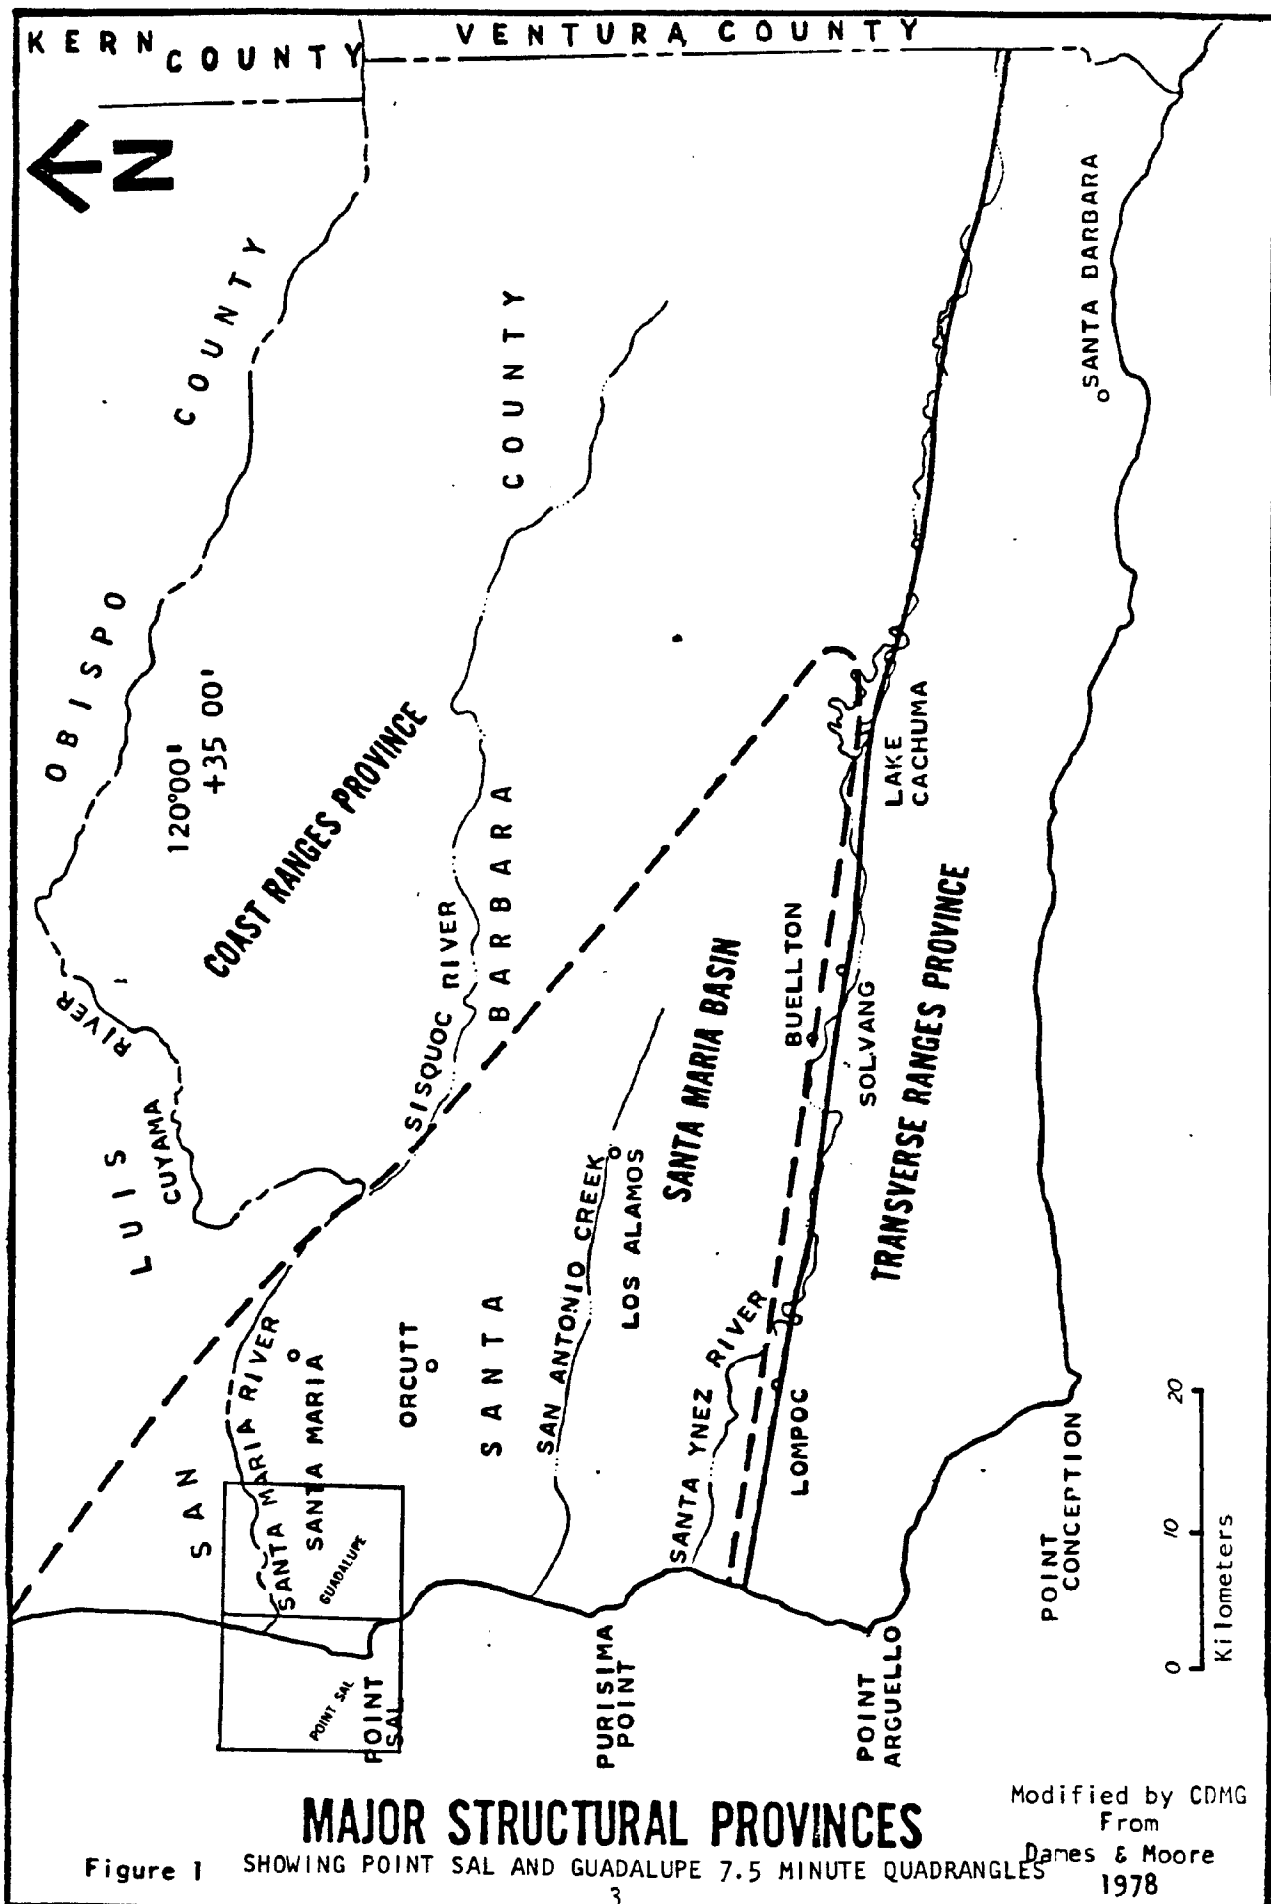 KERN
COUNTY
VENTURA COUNTY
N
SAN
LUIS
OBISPO
COUNTY
120°00'
+35 00'
COAST RANGES PROVINCE
CUYAMA
RIVER
SISQUOC RIVER
SANTA
BARBARA
COUNTY
SANTA MARIA RIVER
SANTA MARIA
GUADALUPE
POINT SAL
POINT
SAL
ORCUTT
SAN ANTONIO CREEK
LOS ALAMOS
SANTA MARIA BASIN
BUELLTON
SOLVANG
LAKE
CACHUMA
SANTA YNEZ RIVER
LOMPOC
TRANSVERSE RANGES PROVINCE
SANTA BARBARA
PURISIMA
POINT
POINT
ARGUELLO
POINT
CONCEPTION
0 10 20
Kilometers
MAJOR STRUCTURAL PROVINCES
Figure 1 SHOWING POINT SAL AND GUADALUPE 7.5 MINUTE QUADRANGLES
Modified by CDMG
From
Dames & Moore
1978
3